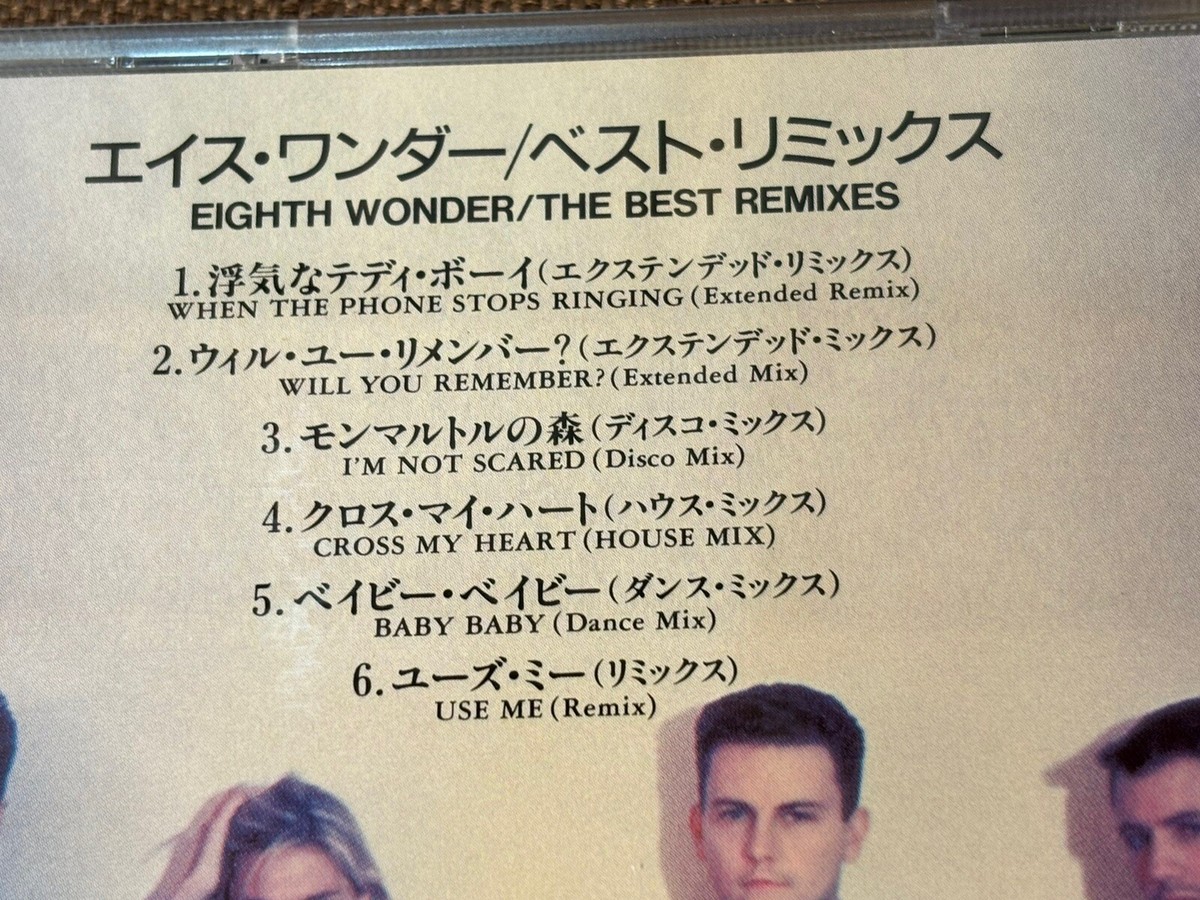 エイス・ワンダー/ベスト・リミックス
EIGHTH WONDER/THE BEST REMIXES
1.浮気なテディ・ボーイ(エクステンデッド・リミックス)
WHEN THE PHONE STOPS RINGING(Extended Remix)
2.ウィル・ユー・リメンバー?(エクステンデッド・ミックス)
WILL YOU REMEMBER?(Extended Mix)
3.モンマルトルの森(ディスコ・ミックス)
I'M NOT SCARED(Disco Mix)
4.クロス・マイ・ハート(ハウス・ミックス)
CROSS MY HEART(HOUSE MIX)
5.ベイビー・ベイビー(ダンス・ミックス)
BABY BABY(Dance Mix)
6.ユーズ・ミー(リミックス)
USE ME(Remix)